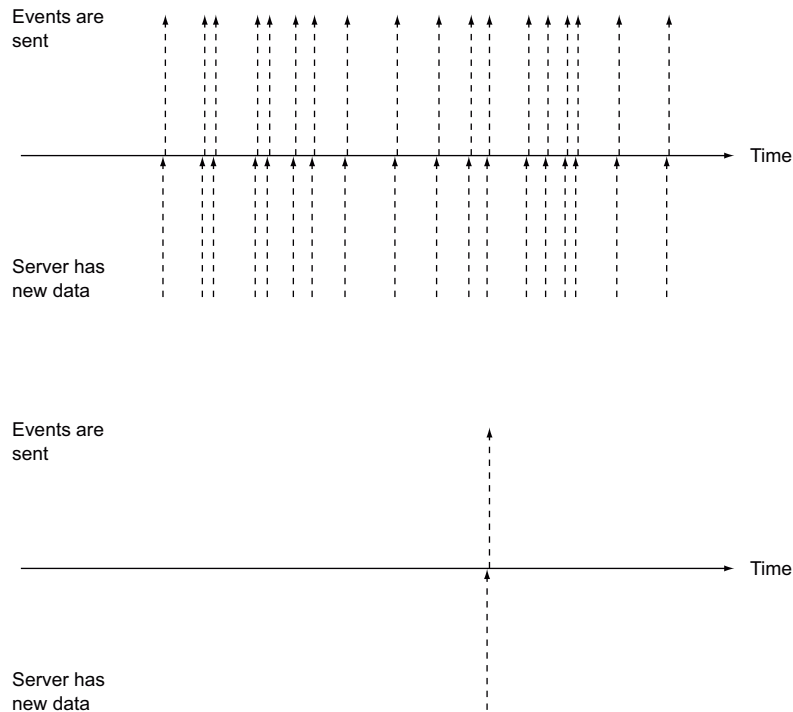 Events are
sent
Time
Server has
new data
Events are
sent
Time
Server has
new data